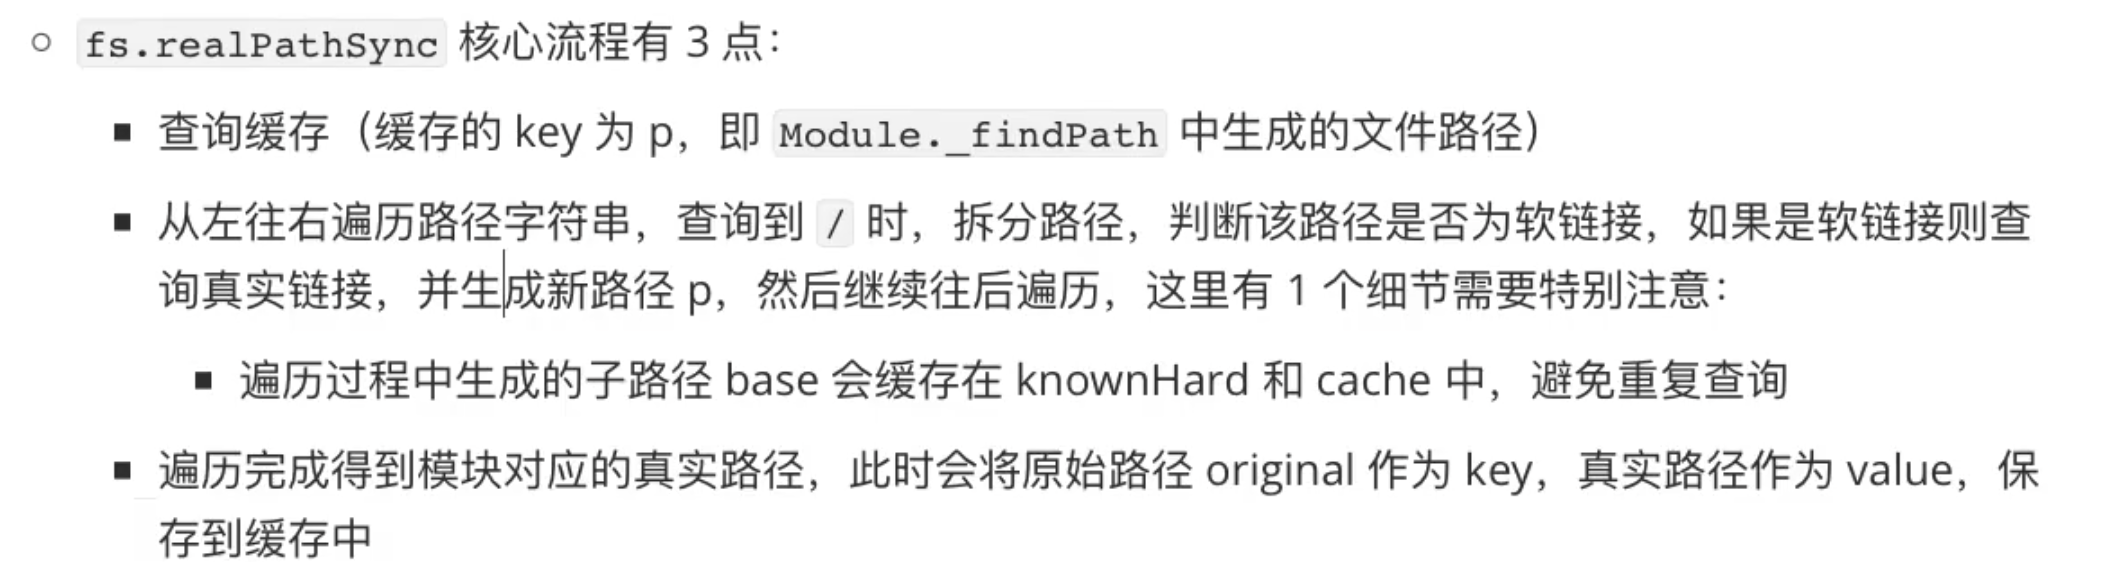 fs.realPathSync 核心流程有 3 点：
查询缓存（缓存的 key 为 p，即 Module._findPath 中生成的文件路径）
从左往右遍历路径字符串，查询到 / 时，拆分路径，判断该路径是否为软链接，如果是软链接则查
询真实链接，并生成新路径 p，然后继续往后遍历，这里有 1 个细节需要特别注意：
遍历过程中生成的子路径 base 会缓存在 knownHard 和 cache 中，避免重复查询
遍历完成得到模块对应的真实路径，此时会将原始路径 original 作为 key，真实路径作为 value，保
存到缓存中